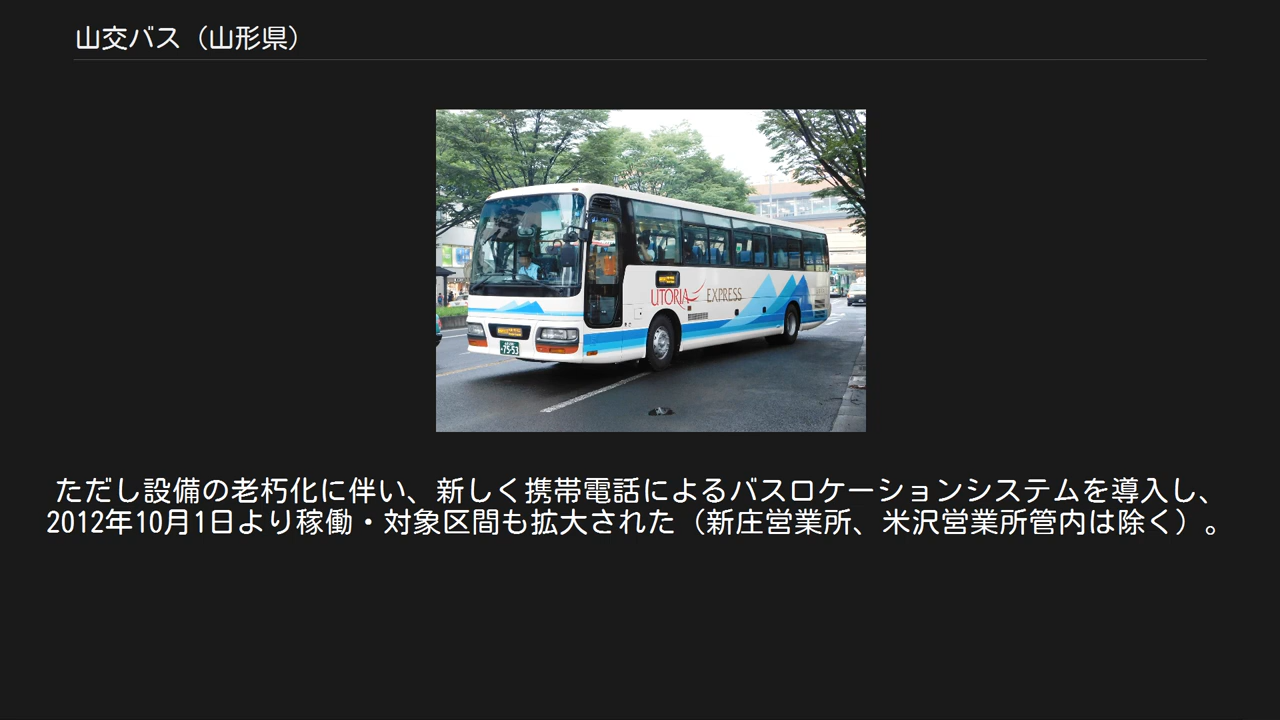 山交バス（山形県）
UTORIA EXPRESS
75-53
ただし設備の老朽化に伴い、新しく携帯電話によるバスロケーションシステムを導入し、
2012年10月1日より稼働・対象区間も拡大された（新庄営業所、米沢営業所管内は除く）。